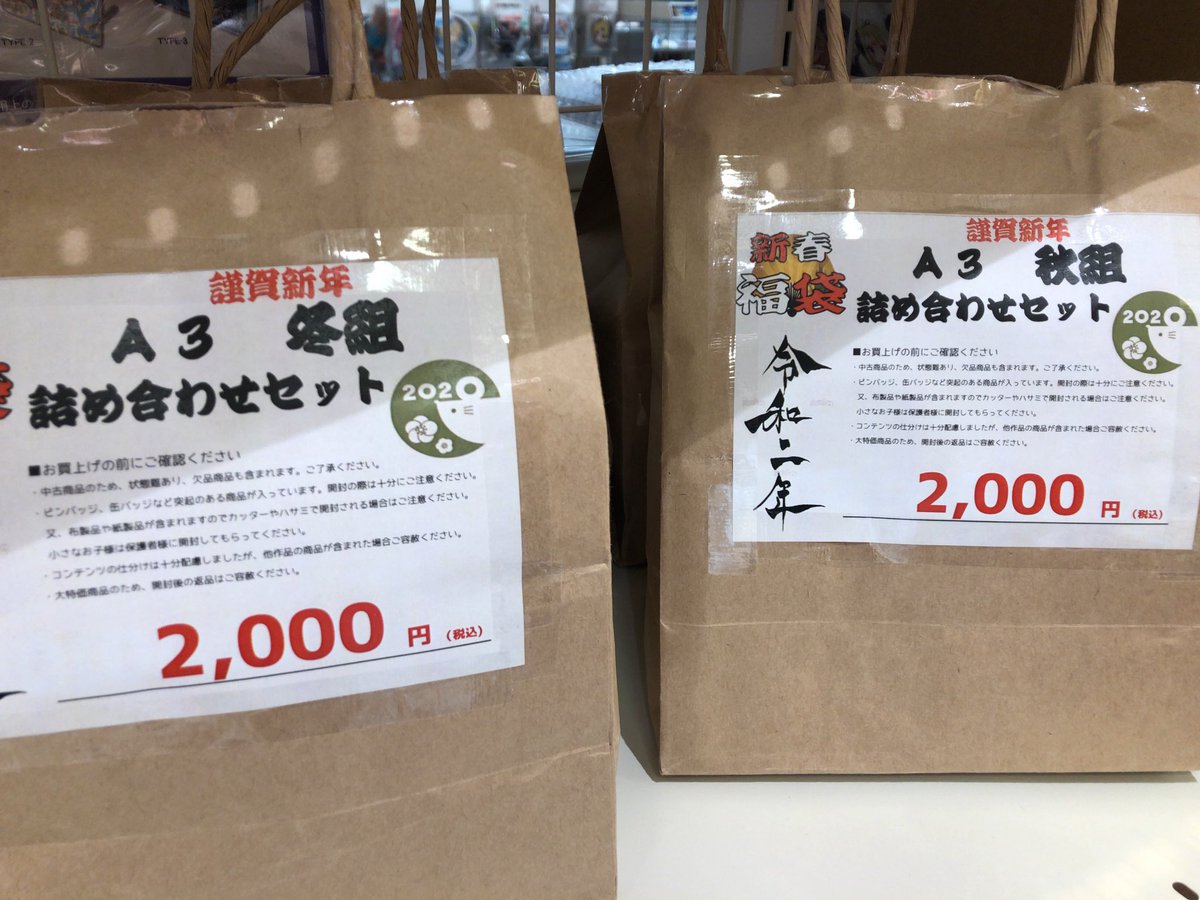 TYPE-2
TYPE-3
謹賀新年
A3 冬組
詰め合わせセット
2020
■お買上げの前にご確認ください
・中古商品のため、状態難あり、欠品商品も含まれます。ご了承ください。
・ピンバッジ、缶バッジなど突起のある商品が入っています。開封の際は十分にご注意ください。
又、布製品や紙製品が含まれますのでカッターやハサミで開封される場合はご注意ください。
小さなお子様は保護者様に開封してもらってください。
・コンテンツの仕分けは十分配慮しましたが、他作品の商品が含まれた場合ご容赦ください。
・大特価商品のため、開封後の返品はご容赦ください。
2,000 円 (税込)
謹賀新年
新春
福袋
A3 秋組
詰め合わせセット
2020
令和二年
■お買上げの前にご確認ください
・中古商品のため、状態難あり、欠品商品も含まれます。ご了承ください。
・ピンバッジ、缶バッジなど突起のある商品が入っています。開封の際は十分にご注意ください。
又、布製品や紙製品が含まれますのでカッターやハサミで開封される場合はご注意ください。
小さなお子様は保護者様に開封してもらってください。
・コンテンツの仕分けは十分配慮しましたが、他作品の商品が含まれた場合ご容赦ください。
・大特価商品のため、開封後の返品はご容赦ください。
2,000 円 (税込)